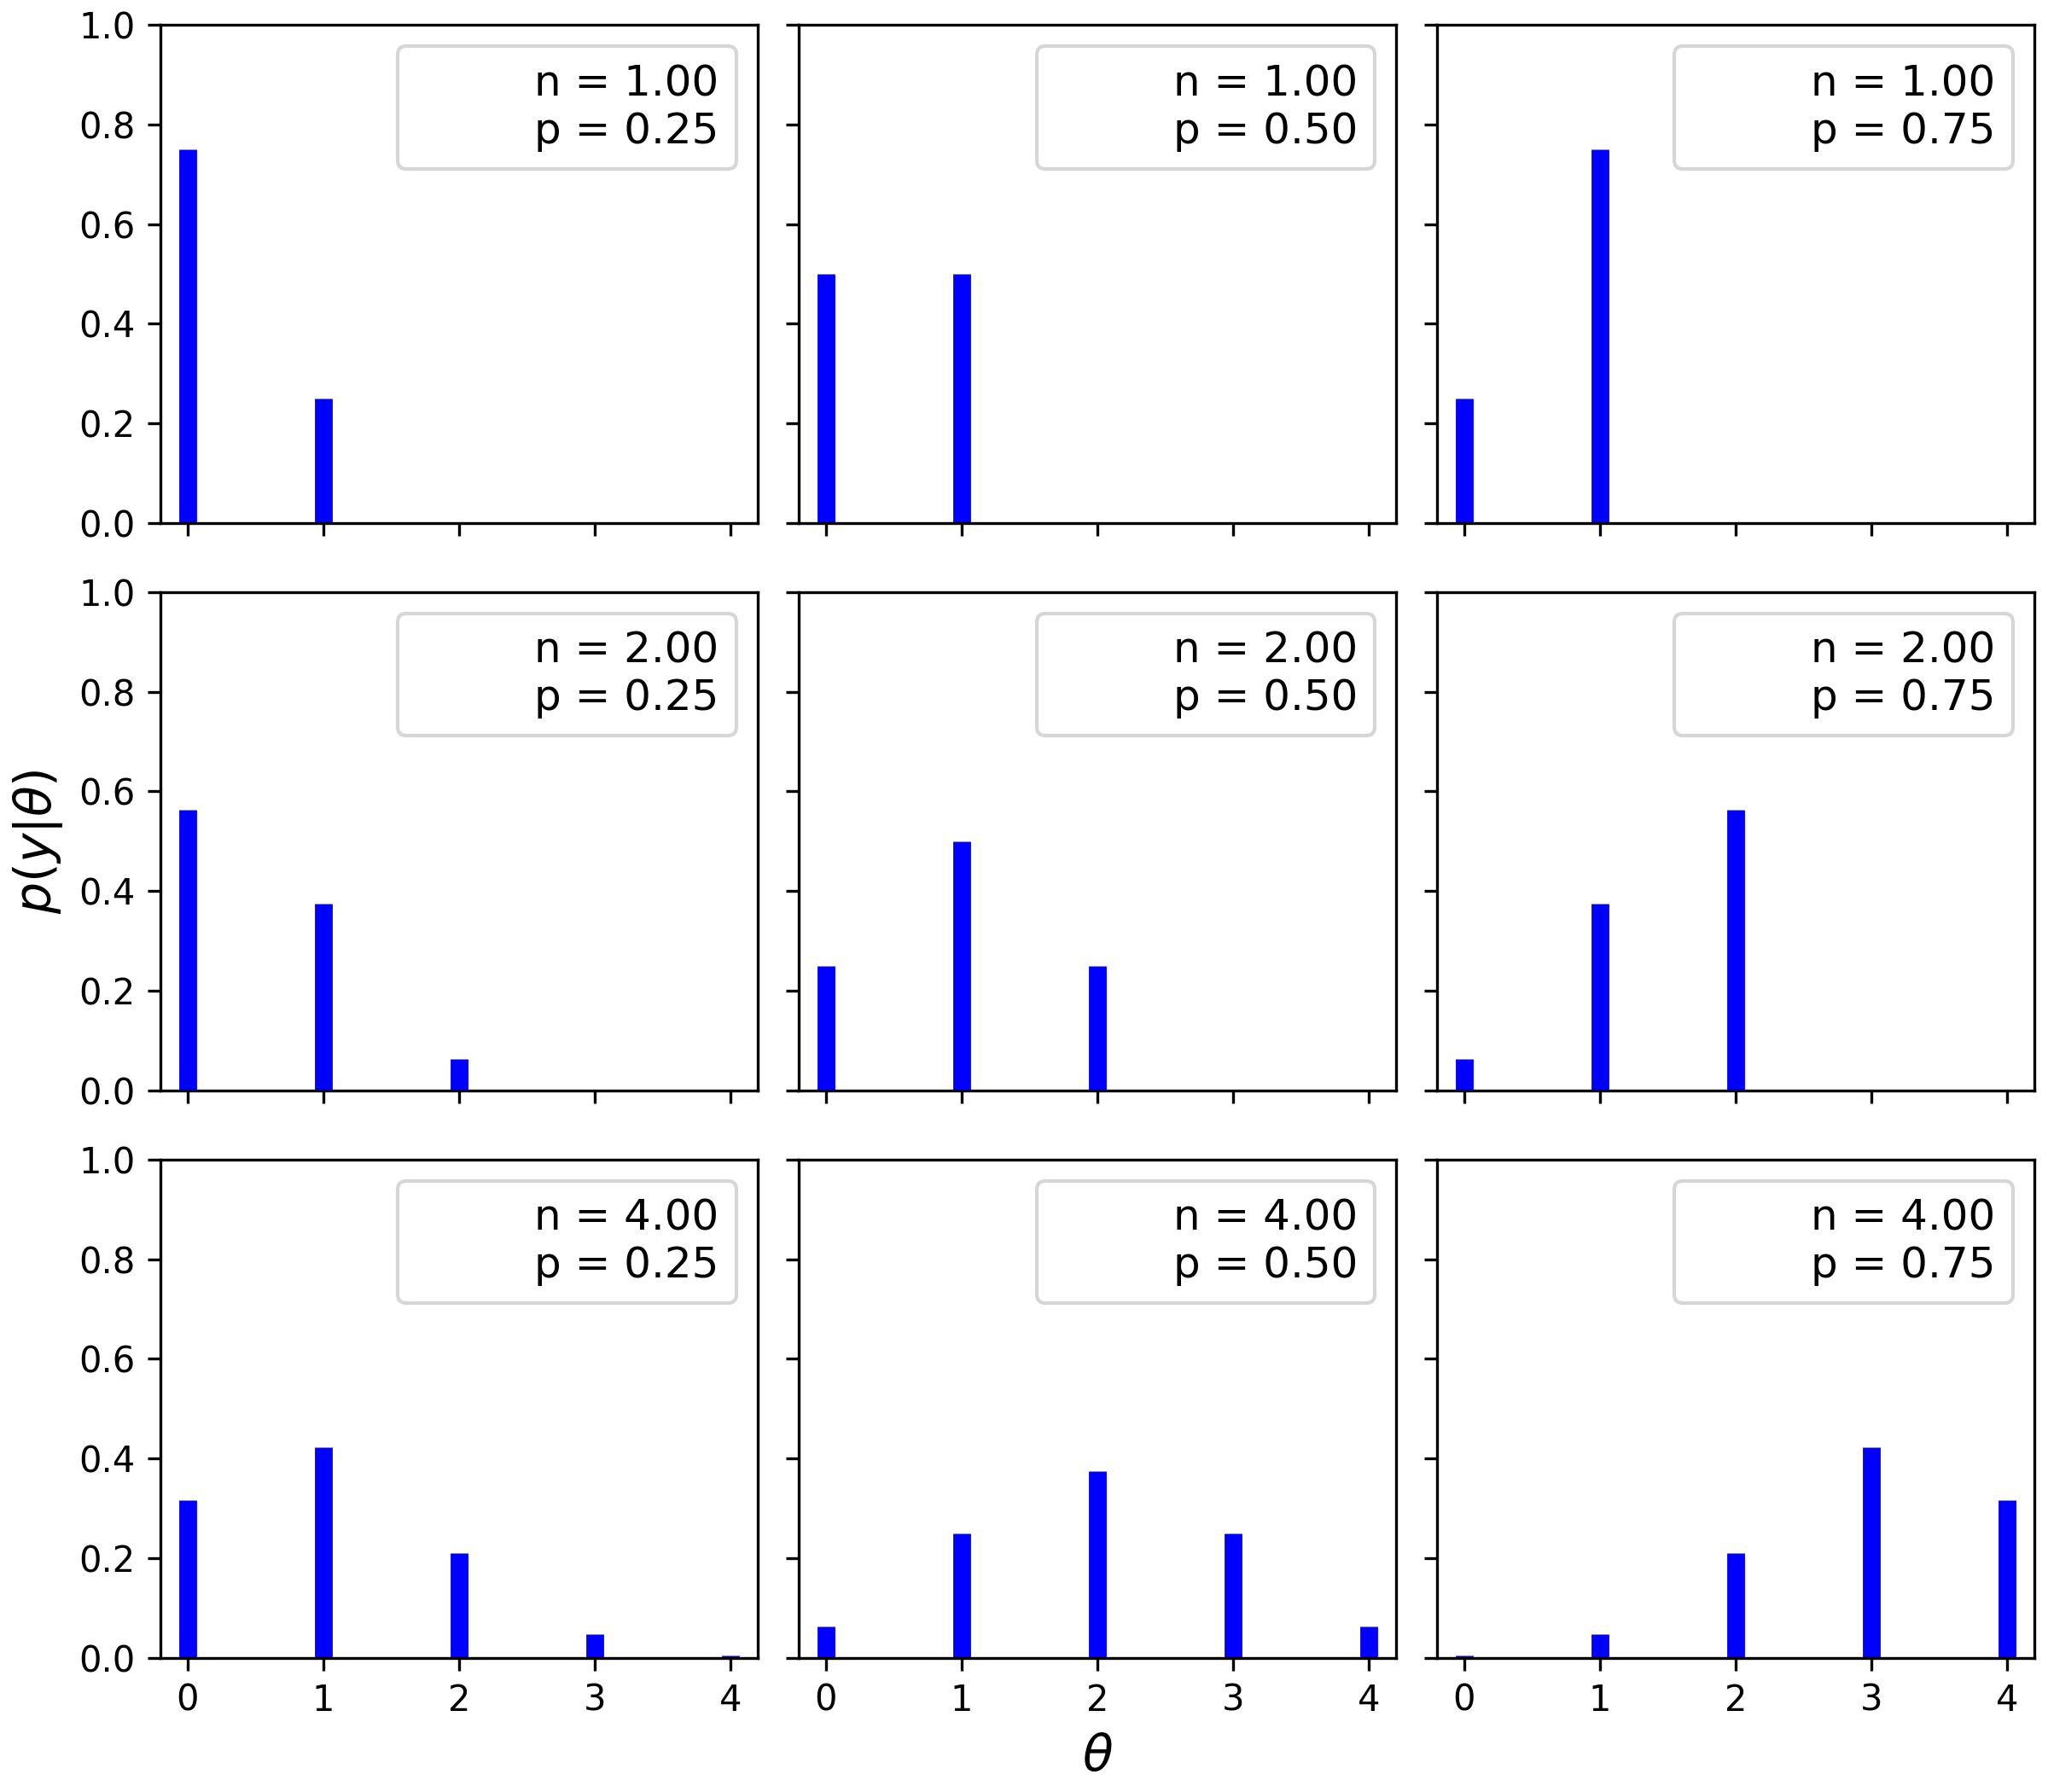 1.0
0.8
0.6
0.4
0.2
0.0
n = 1.00
p = 0.25
n = 1.00
p = 0.50
n = 1.00
p = 0.75
1.0
0.8
0.6
0.4
0.2
0.0
n = 2.00
p = 0.25
n = 2.00
p = 0.50
n = 2.00
p = 0.75
p(y|θ)
1.0
0.8
0.6
0.4
0.2
0.0
n = 4.00
p = 0.25
n = 4.00
p = 0.50
n = 4.00
p = 0.75
0 1 2 3 4
0 1 2 3 4
0 1 2 3 4
θ